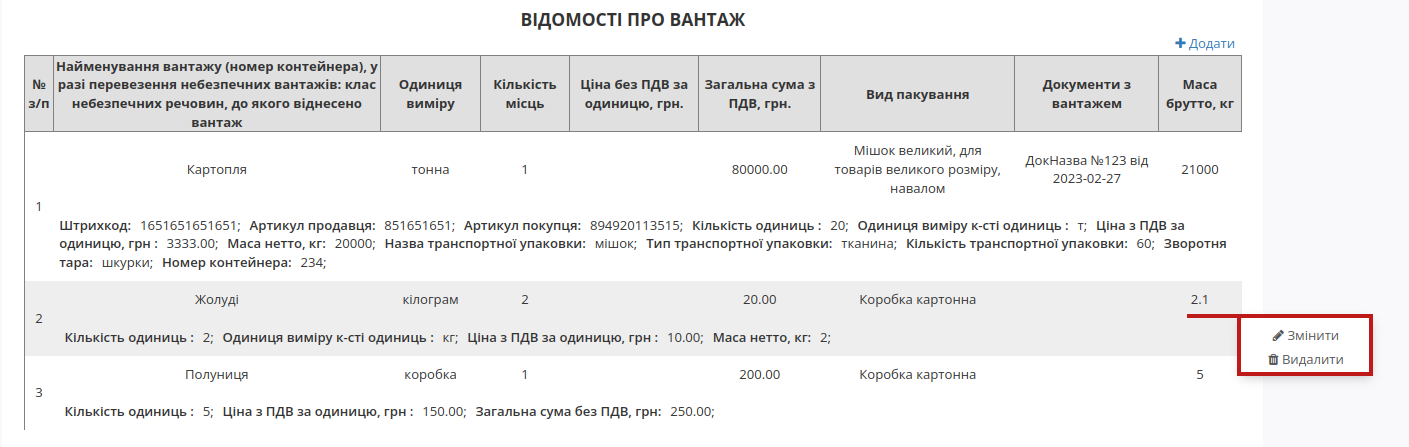 ВІДОМОСТІ ПРО ВАНТАЖ
Додати
№ з/п
Найменування вантажу (номер контейнера), у
разі перевезення небезпечних вантажів: клас
небезпечних речовин, до якого віднесено
вантаж
Одиниця
виміру
Кількість
місць
Ціна без ПДВ за
одиницю, грн.
Загальна сума з
ПДВ, грн.
Вид пакування
Документи з
вантажем
Маса
брутто, кг
1
Картопля
тонна
1
80000.00
Мішок великий, для
товарів великого розміру,
навалом
ДокНазва №123 від
2023-02-27
21000
Штрихкод: 1651651651651; Артикул продавця: 851651651; Артикул покупця: 894920113515; Кількість одиниць : 20; Одиниця виміру к-сті одиниць : т; Ціна з ПДВ за
одиницю, грн : 3333.00; Маса нетто, кг: 20000; Назва транспортної упаковки: мішок; Тип транспортної упаковки: тканина; Кількість транспортної упаковки: 60; Зворотня
тара: шкурки; Номер контейнера: 234;
2
Жолуді
кілограм
2
20.00
Коробка картонна
2.1
Кількість одиниць : 2; Одиниця виміру к-сті одиниць : кг; Ціна з ПДВ за одиницю, грн : 10.00; Маса нетто, кг: 2;
Змінити
Видалити
3
Полуниця
коробка
1
200.00
Коробка картонна
5
Кількість одиниць : 5; Ціна з ПДВ за одиницю, грн : 150.00; Загальна сума без ПДВ, грн: 250.00;